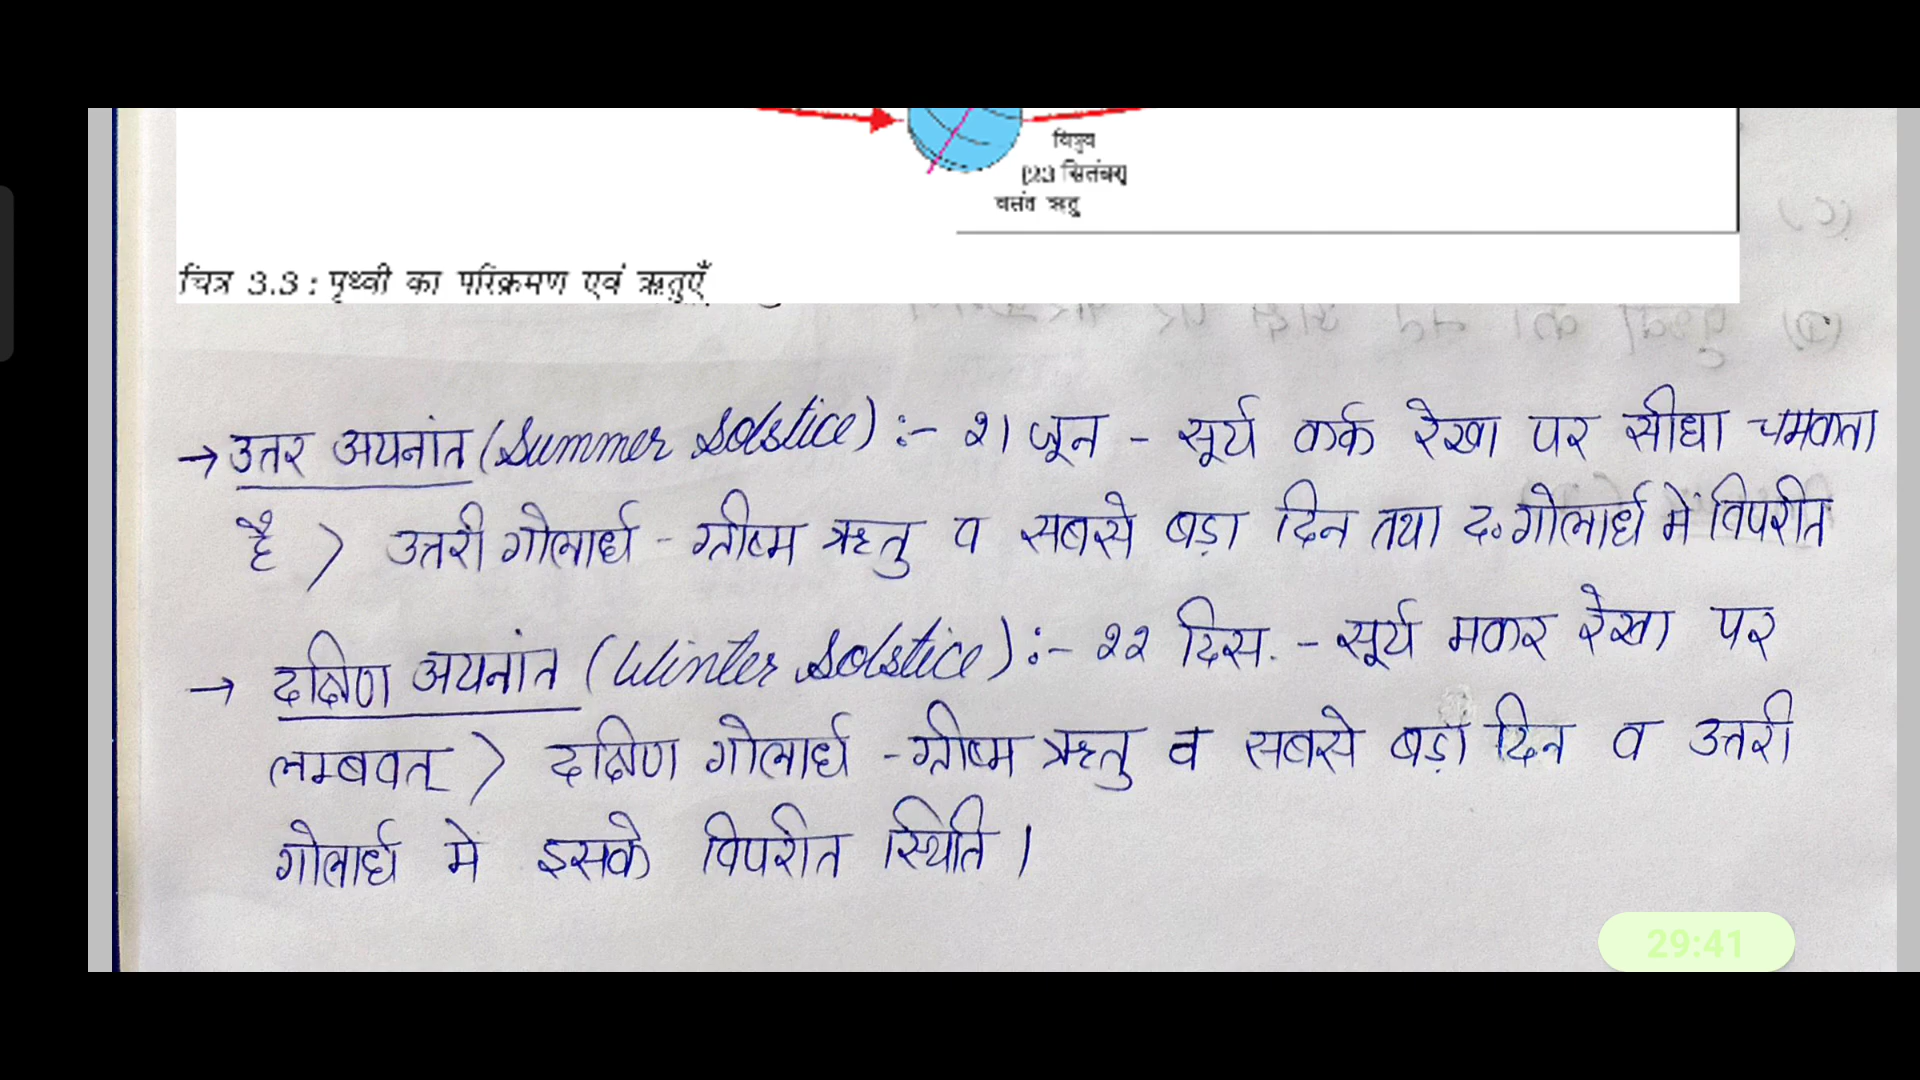 विषुव
[23 सितंबर]
वसंत ऋतु
चित्र 3.3 : पृथ्वी का परिक्रमण एवं ऋतुएँ
→ उत्तर अयनांत (Summer Solstice) :- २१ जून - सूर्य कर्क रेखा पर सीधा चमकता
है > उत्तरी गोलार्ध - ग्रीष्म ऋतु व सबसे बड़ा दिन तथा द. गोलार्ध में विपरीत
→ दक्षिण अयनांत (Winter Solstice) :- २२ दिस. - सूर्य मकर रेखा पर
लम्बवत् > दक्षिण गोलार्ध - ग्रीष्म ऋतु व सबसे बड़ा दिन व उत्तरी
गोलार्ध मे इसके विपरीत स्थिति ।
29:41